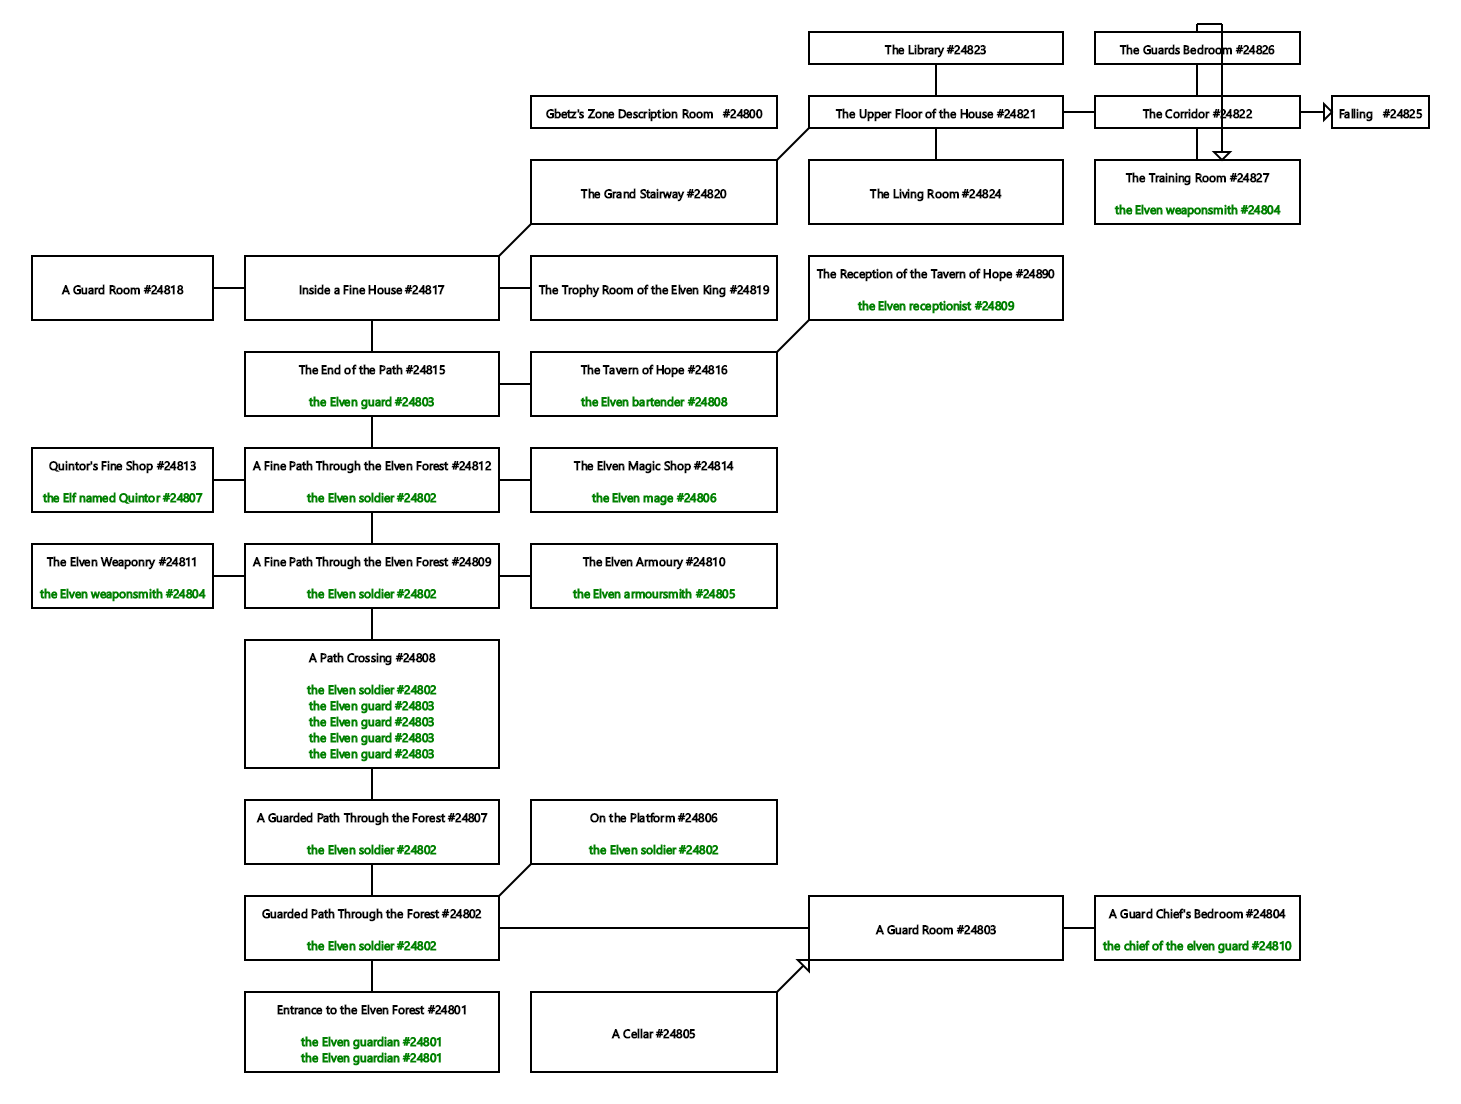 The Library #24823
The Guards Bedroom #24826
Gbetz's Zone Description Room #24800
The Upper Floor of the House #24821
The Corridor #24822
Falling #24825
The Grand Stairway #24820
The Living Room #24824
The Training Room #24827
the Elven weaponsmith #24804
A Guard Room #24818
Inside a Fine House #24817
The Trophy Room of the Elven King #24819
The Reception of the Tavern of Hope #24890
the Elven receptionist #24809
The End of the Path #24815
the Elven guard #24803
The Tavern of Hope #24816
the Elven bartender #24808
Quintor's Fine Shop #24813
the Elf named Quintor #24807
A Fine Path Through the Elven Forest #24812
the Elven soldier #24802
The Elven Magic Shop #24814
the Elven mage #24806
The Elven Weaponry #24811
the Elven weaponsmith #24804
A Fine Path Through the Elven Forest #24809
the Elven soldier #24802
The Elven Armoury #24810
the Elven armoursmith #24805
A Path Crossing #24808
the Elven soldier #24802
the Elven guard #24803
the Elven guard #24803
the Elven guard #24803
the Elven guard #24803
A Guarded Path Through the Forest #24807
the Elven soldier #24802
On the Platform #24806
the Elven soldier #24802
Guarded Path Through the Forest #24802
the Elven soldier #24802
A Guard Room #24803
A Guard Chief's Bedroom #24804
the chief of the elven guard #24810
Entrance to the Elven Forest #24801
the Elven guardian #24801
the Elven guardian #24801
A Cellar #24805